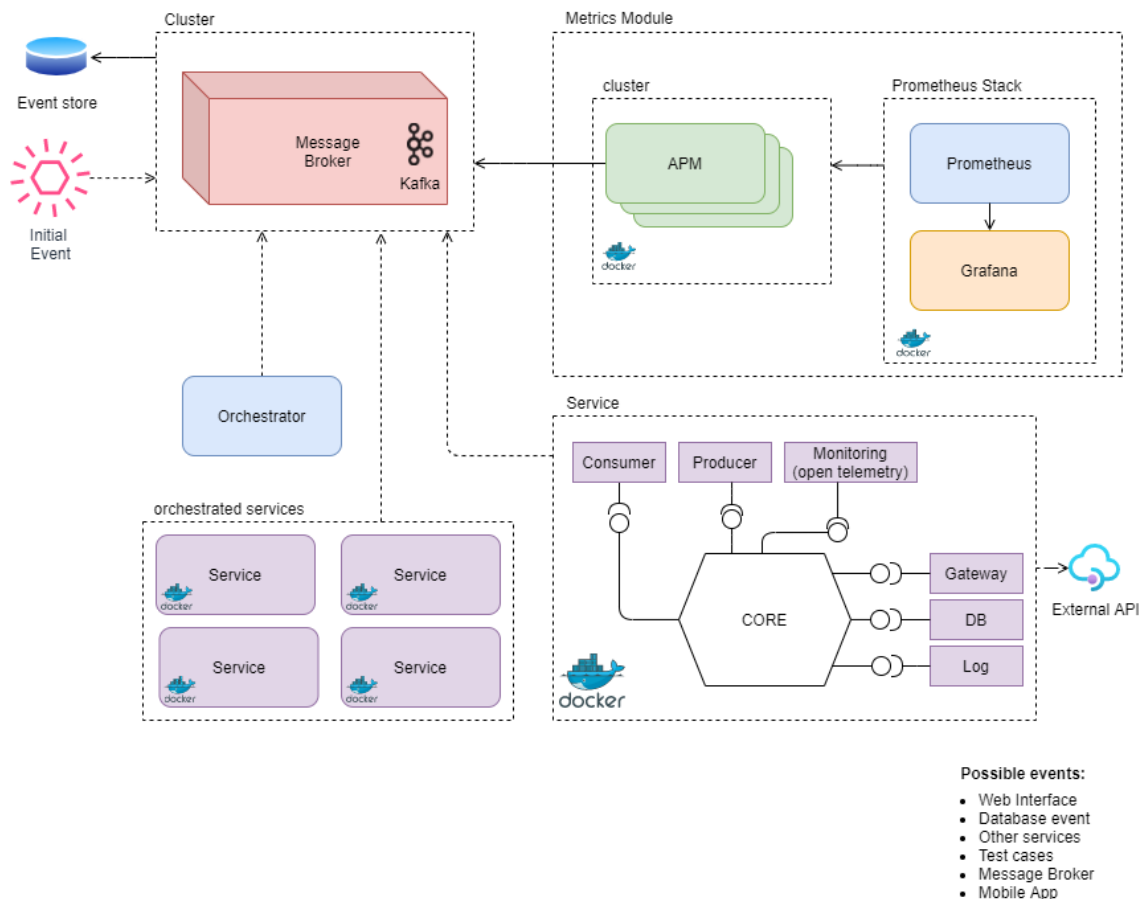 Cluster
Metrics Module
Event store
Message
Broker
Kafka
cluster
Prometheus Stack
APM
Prometheus
Initial
Event
docker
Grafana
docker
Orchestrator
Service
Consumer
Producer
Monitoring
(open telemetry)
orchestrated services
Service
docker
Service
docker
Service
docker
Service
docker
CORE
Gateway
DB
Log
docker
External API
Possible events:
Web Interface
Database event
Other services
Test cases
Message Broker
Mobile App